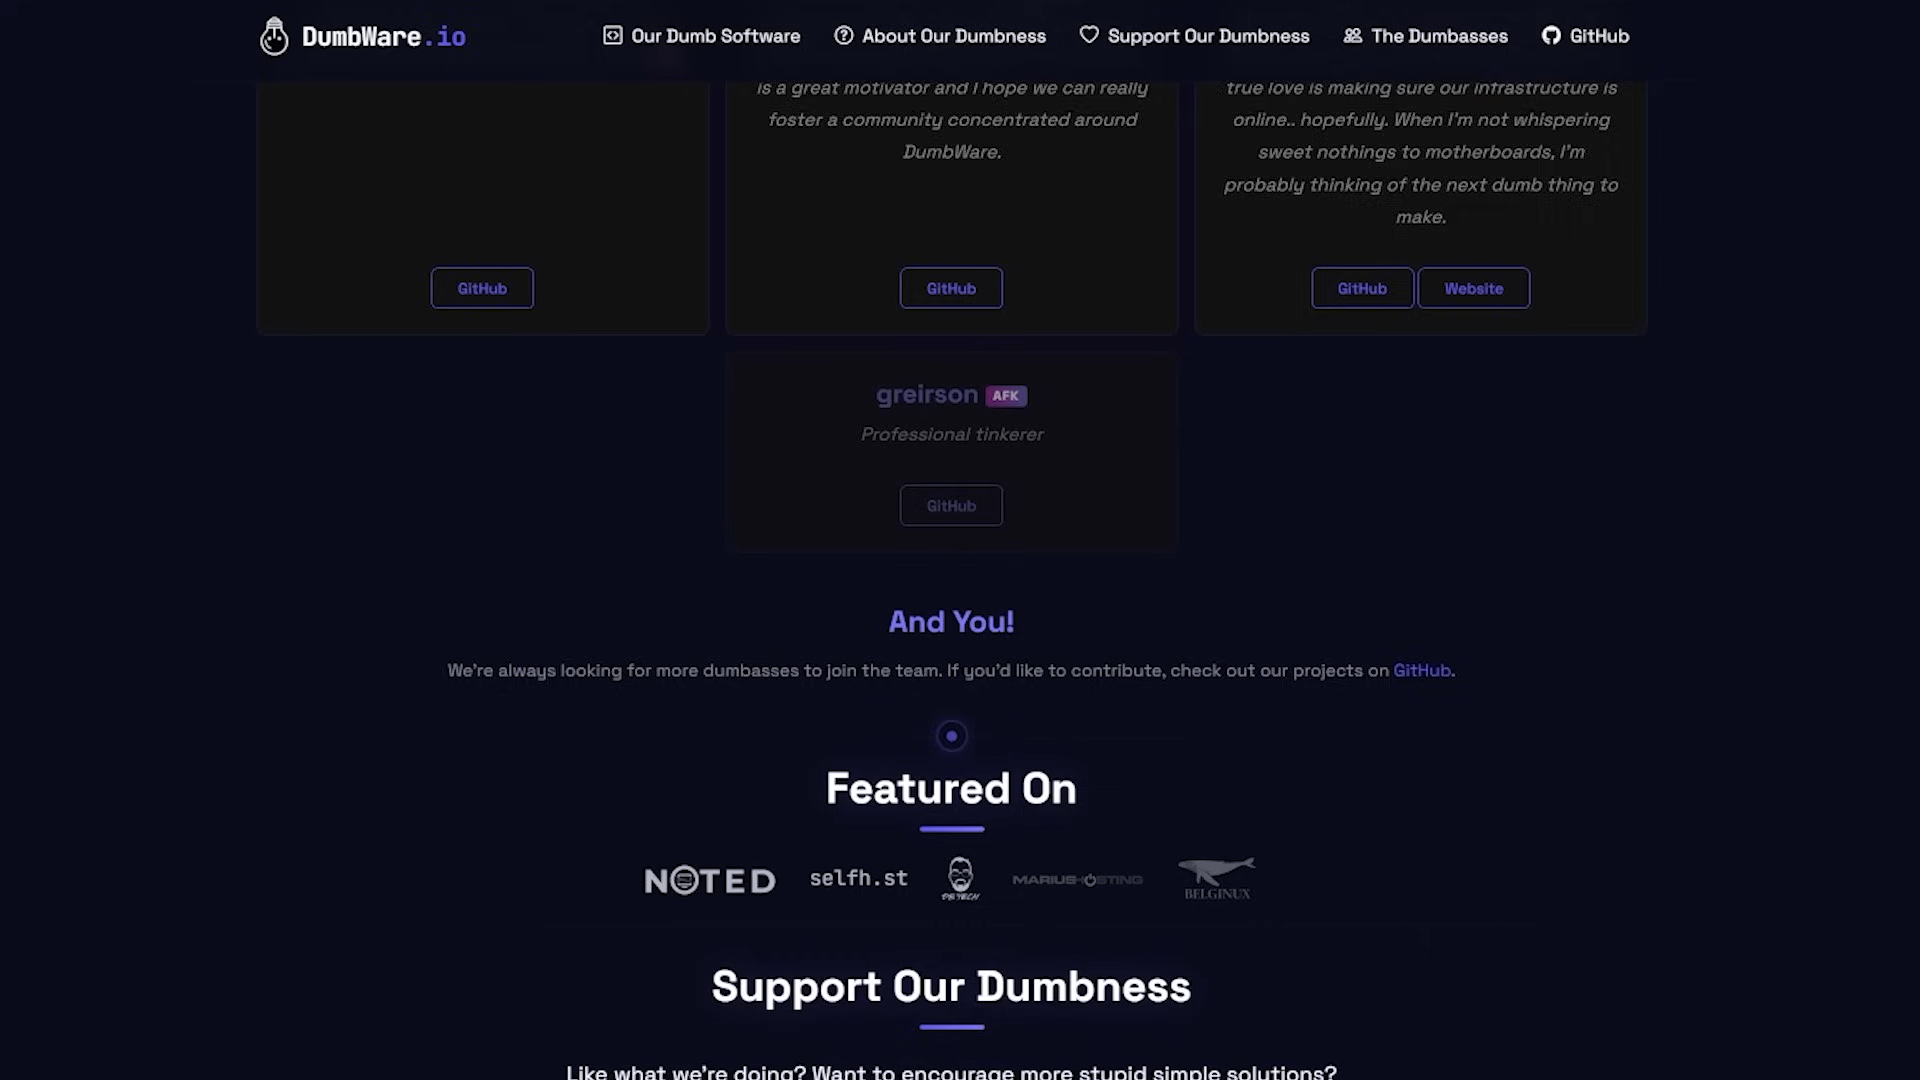 DumbWare.io
Our Dumb Software
About Our Dumbness
Support Our Dumbness
The Dumbasses
GitHub
is a great motivator and I hope we can really
foster a community concentrated around
DumbWare.
true love is making sure our infrastructure is
online.. hopefully. When I'm not whispering
sweet nothings to motherboards, I'm
probably thinking of the next dumb thing to
make.
GitHub
GitHub
GitHub
Website
greirson AFK
Professional tinkerer
GitHub
And You!
We're always looking for more dumbasses to join the team. If you'd like to contribute, check out our projects on GitHub.
Featured On
NOTED
selfh.st
DB TECH
MARIUSHOSTING
BELGINUX
Support Our Dumbness
Like what we're doing? Want to encourage more stupid simple solutions?